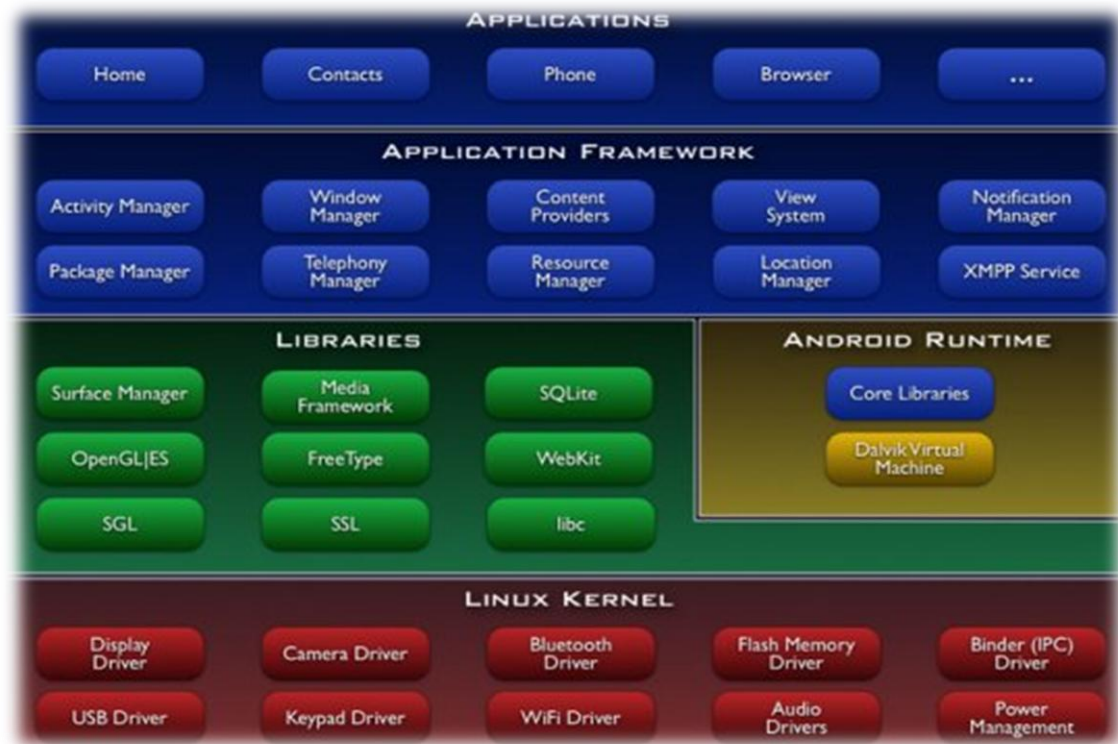 APPLICATIONS
Home
Contacts
Phone
Browser
...
APPLICATION FRAMEWORK
Activity Manager
Window
Manager
Content
Providers
View
System
Notification
Manager
Package Manager
Telephony
Manager
Resource
Manager
Location
Manager
XMPP Service
LIBRARIES
Surface Manager
Media
Framework
SQLite
OpenGL|ES
FreeType
WebKit
SGL
SSL
libc
ANDROID RUNTIME
Core Libraries
Dalvik Virtual
Machine
LINUX KERNEL
Display
Driver
Camera Driver
Bluetooth
Driver
Flash Memory
Driver
Binder (IPC)
Driver
USB Driver
Keypad Driver
WiFi Driver
Audio
Drivers
Power
Management